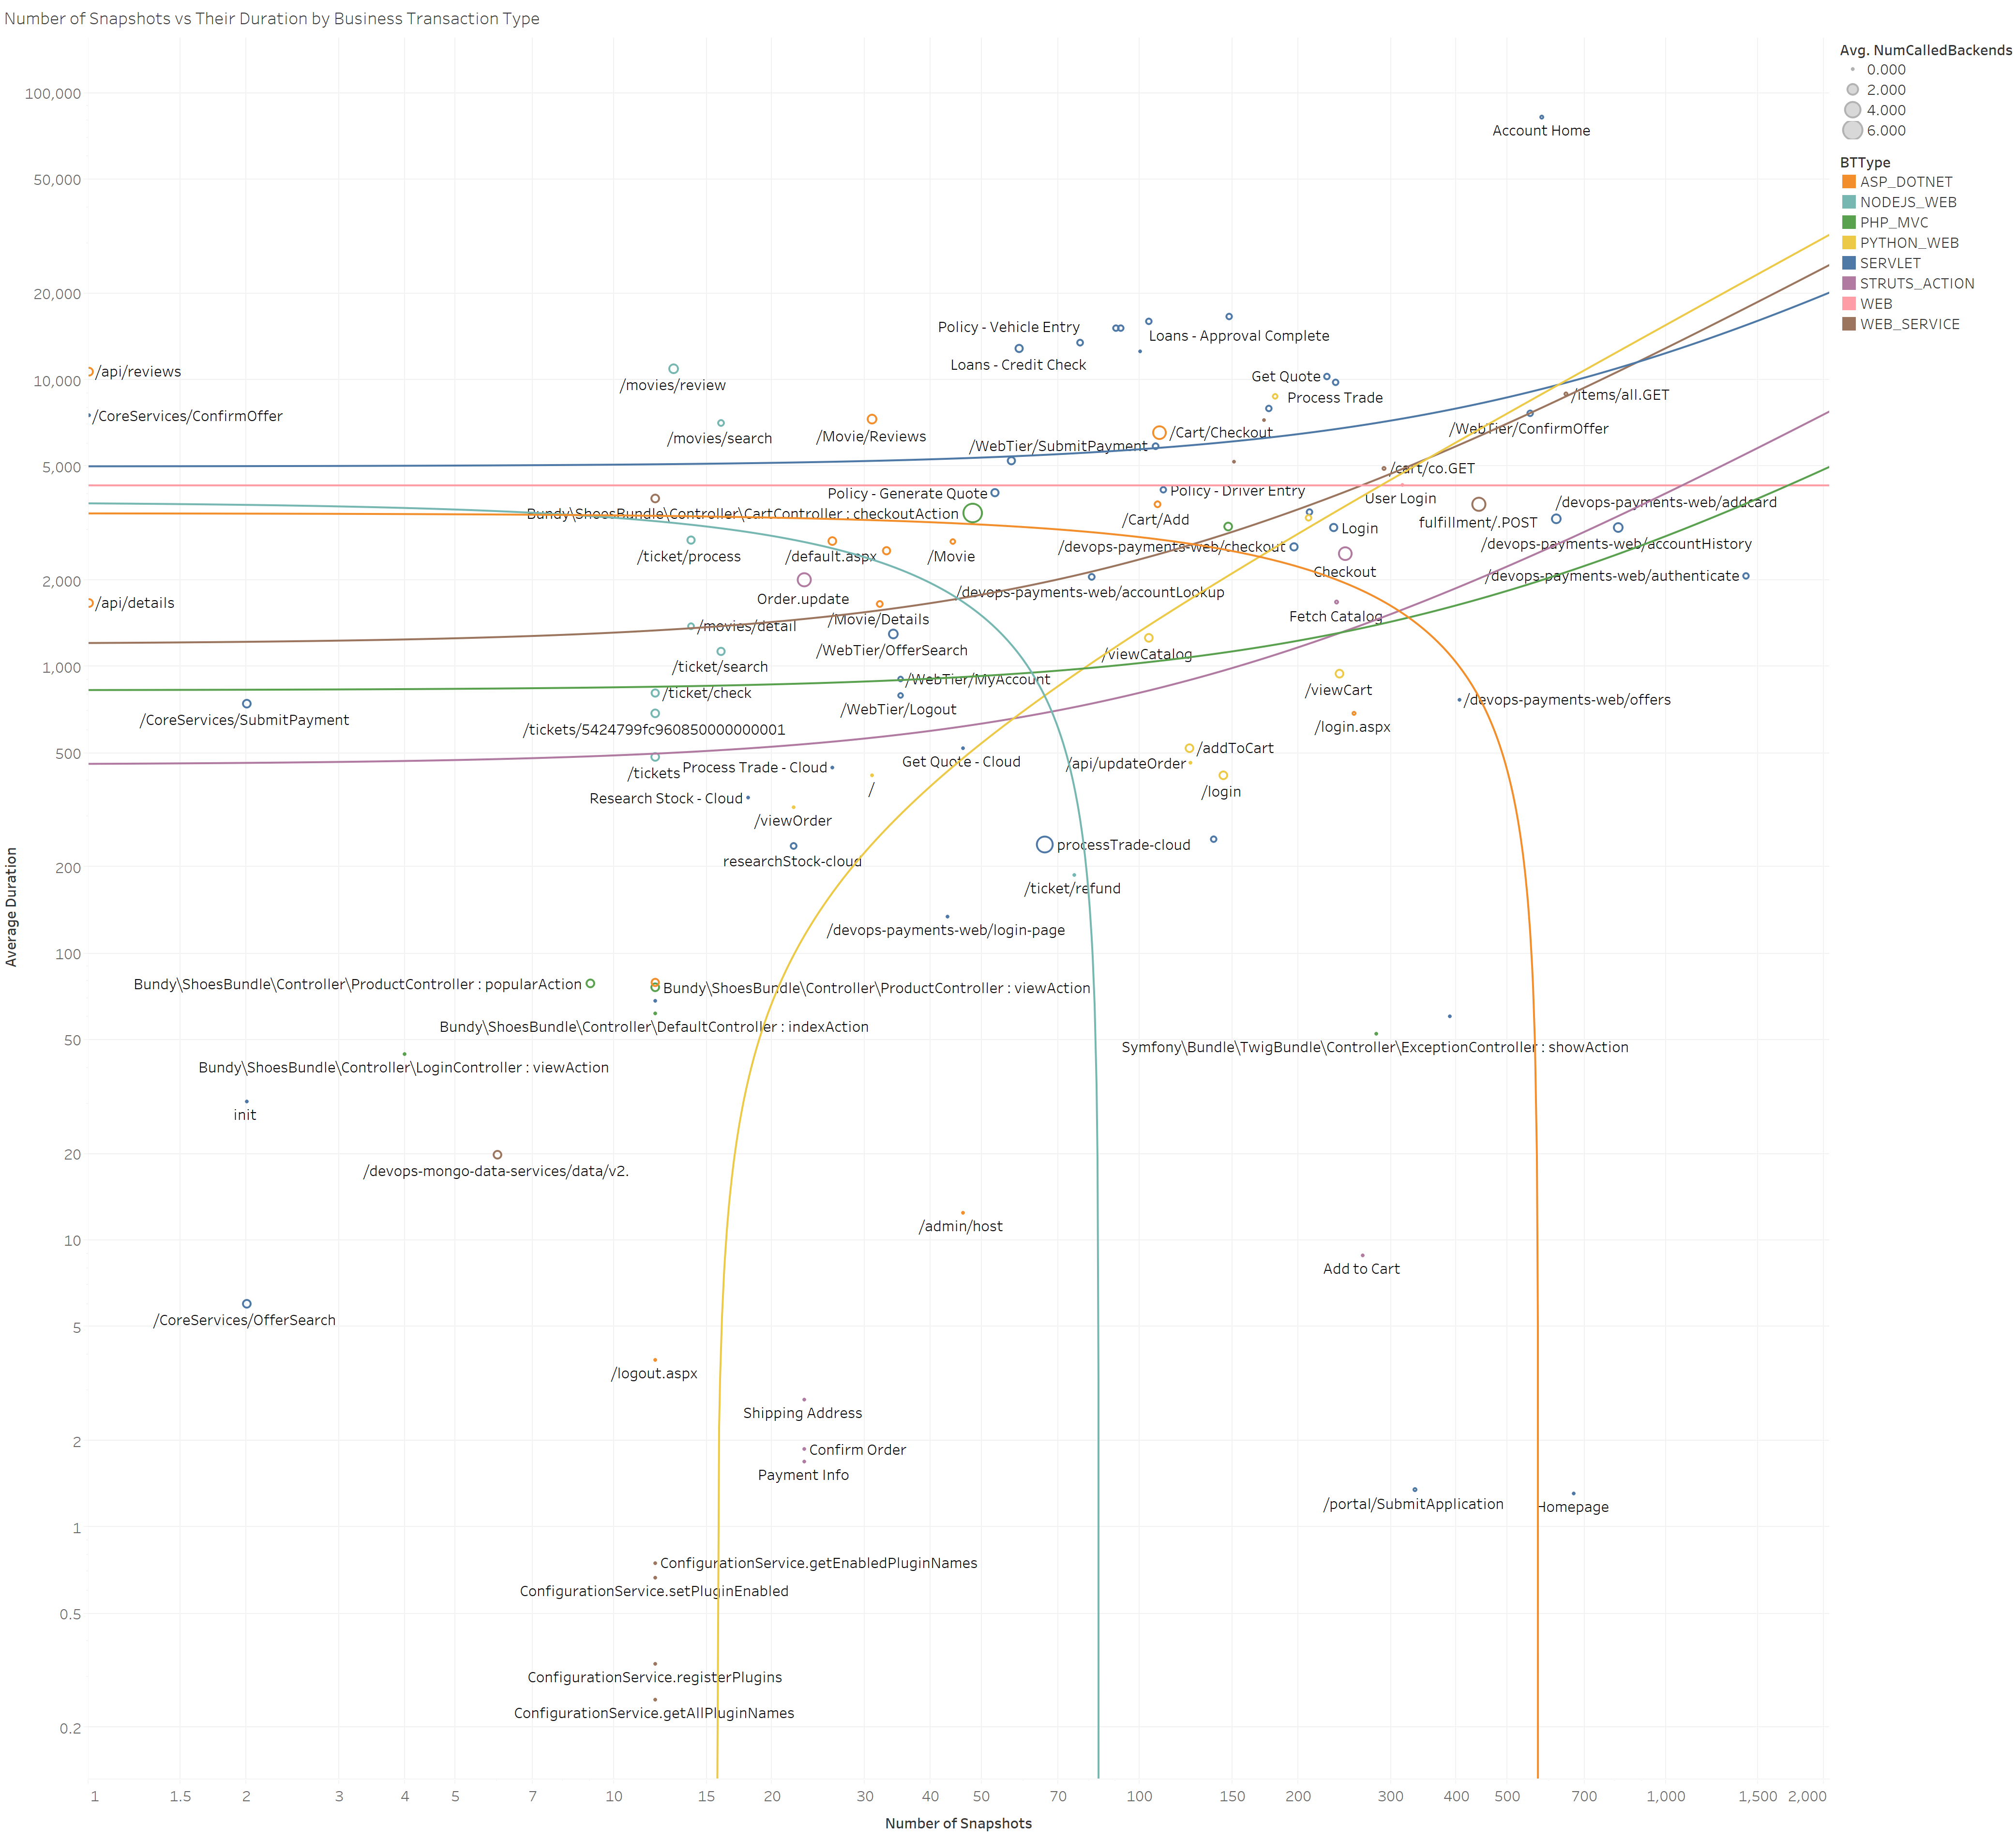 Number of Snapshots vs Their Duration by Business Transaction Type
Avg. NumCalledBackends
0.000
2.000
4.000
6.000
BTType
ASP_DOTNET
NODEJS_WEB
PHP_MVC
PYTHON_WEB
SERVLET
STRUTS_ACTION
WEB
WEB_SERVICE
Average Duration
100,000
50,000
20,000
10,000
5,000
2,000
1,000
500
200
100
50
20
10
5
2
1
0.5
0.2
Account Home
Policy - Vehicle Entry
Loans - Approval Complete
Loans - Credit Check
/api/reviews
Get Quote
/movies/review
/items/all.GET
Process Trade
/CoreServices/ConfirmOffer
/WebTier/ConfirmOffer
/Cart/Checkout
/Movie/Reviews
/movies/search
/WebTier/SubmitPayment
/cart/co.GET
Policy - Driver Entry
Policy - Generate Quote
User Login
/devops-payments-web/addcard
Bundy\ShoesBundle\Controller\CartController : checkoutAction
/Cart/Add
fulfillment/.POST
Login
/devops-payments-web/accountHistory
/devops-payments-web/checkout
/ticket/process
/default.aspx
/Movie
Checkout
/devops-payments-web/authenticate
/devops-payments-web/accountLookup
Order.update
/api/details
Fetch Catalog
/Movie/Details
/movies/detail
/WebTier/OfferSearch
/viewCatalog
/ticket/search
/WebTier/MyAccount
/viewCart
/ticket/check
/devops-payments-web/offers
/WebTier/Logout
/CoreServices/SubmitPayment
/login.aspx
/tickets/5424799fc960850000000001
/addToCart
Get Quote - Cloud
/api/updateOrder
Process Trade - Cloud
/tickets
/
/login
Research Stock - Cloud
/viewOrder
processTrade-cloud
researchStock-cloud
/ticket/refund
/devops-payments-web/login-page
Bundy\ShoesBundle\Controller\ProductController : popularAction
Bundy\ShoesBundle\Controller\ProductController : viewAction
Bundy\ShoesBundle\Controller\DefaultController : indexAction
Symfony\Bundle\TwigBundle\Controller\ExceptionController : showAction
Bundy\ShoesBundle\Controller\LoginController : viewAction
init
/devops-mongo-data-services/data/v2.
/admin/host
Add to Cart
/CoreServices/OfferSearch
/logout.aspx
Shipping Address
Confirm Order
Payment Info
/portal/SubmitApplication
Homepage
ConfigurationService.getEnabledPluginNames
ConfigurationService.setPluginEnabled
ConfigurationService.registerPlugins
ConfigurationService.getAllPluginNames
1
1.5
2
3
4
5
7
10
15
20
30
40
50
70
100
150
200
300
400
500
700
1,000
1,500
2,000
Number of Snapshots